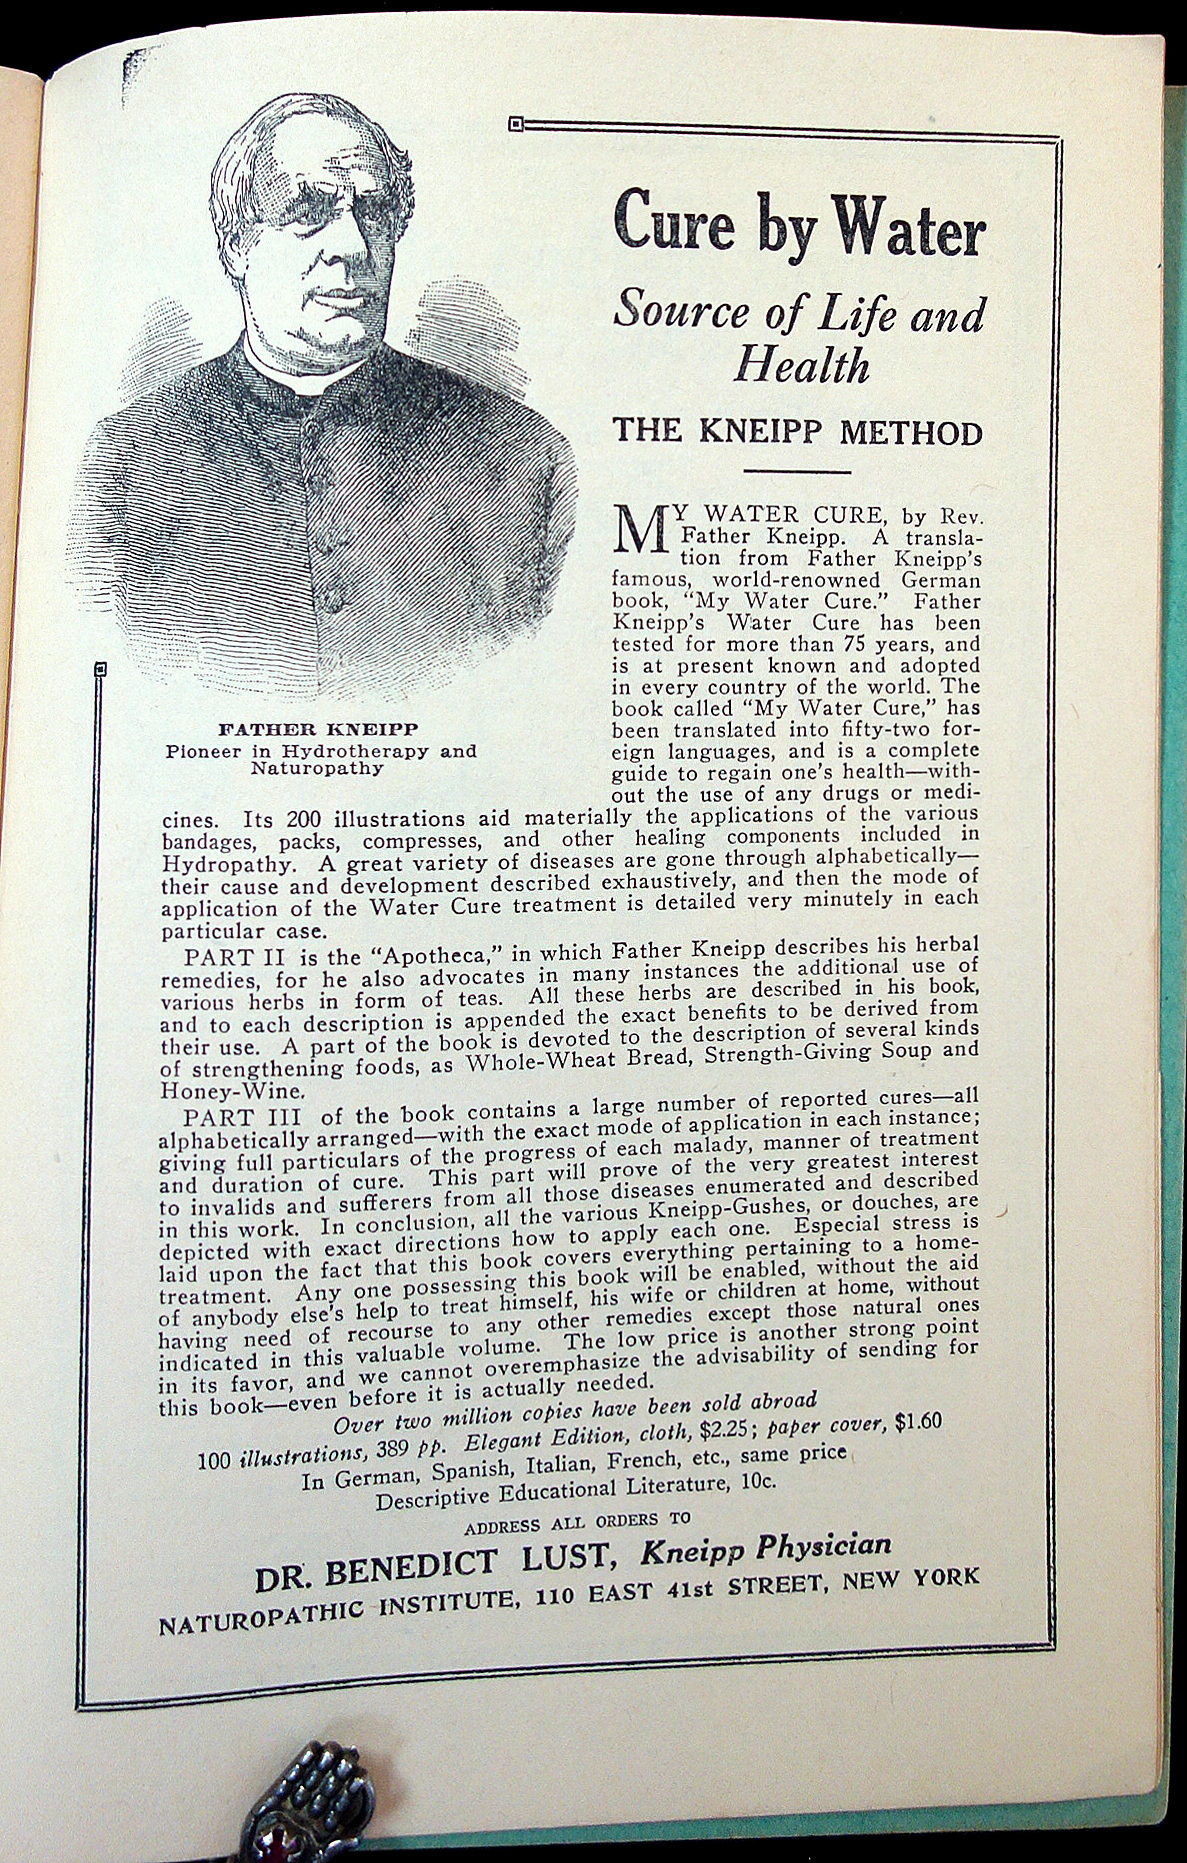 Cure by Water
Source of Life and
Health
THE KNEIPP METHOD
FATHER KNEIPP
Pioneer in Hydrotherapy and
Naturopathy
MY WATER CURE, by Rev.
Father Kneipp. A transla-
tion from Father Kneipp's
famous, world-renowned German
book, "My Water Cure." Father
Kneipp's Water Cure has been
tested for more than 75 years, and
is at present known and adopted
in every country of the world. The
book called "My Water Cure," has
been translated into fifty-two for-
eign languages, and is a complete
guide to regain one's health—with-
out the use of any drugs or medi-
cines. Its 200 illustrations aid materially the applications of the various
bandages, packs, compresses, and other healing components included in
Hydropathy. A great variety of diseases are gone through alphabetically—
their cause and development described exhaustively, and then the mode of
application of the Water Cure treatment is detailed very minutely in each
particular case.
PART II is the "Apotheca," in which Father Kneipp describes his herbal
remedies, for he also advocates in many instances the additional use of
various herbs in form of teas. All these herbs are described in his book,
and to each description is appended the exact benefits to be derived from
their use. A part of the book is devoted to the description of several kinds
of strengthening foods, as Whole-Wheat Bread, Strength-Giving Soup and
Honey-Wine.
PART III of the book contains a large number of reported cures—all
alphabetically arranged—with the exact mode of application in each instance;
giving full particulars of the progress of each malady, manner of treatment
and duration of cure. This part will prove of the very greatest interest
to invalids and sufferers from all those diseases enumerated and described
in this work. In conclusion, all the various Kneipp-Gushes, or douches, are
depicted with exact directions how to apply each one. Especial stress is
laid upon the fact that this book covers everything pertaining to a home-
treatment. Any one possessing this book will be enabled, without the aid
of anybody else's help to treat himself, his wife or children at home, without
having need of recourse to any other remedies except those natural ones
indicated in this valuable volume. The low price is another strong point
in its favor, and we cannot overemphasize the advisability of sending for
this book—even before it is actually needed.
Over two million copies have been sold abroad
100 illustrations, 389 pp. Elegant Edition, cloth, $2.25; paper cover, $1.60
In German, Spanish, Italian, French, etc., same price
Descriptive Educational Literature, 10c.
ADDRESS ALL ORDERS TO
DR. BENEDICT LUST, Kneipp Physician
NATUROPATHIC INSTITUTE, 110 EAST 41st STREET, NEW YORK